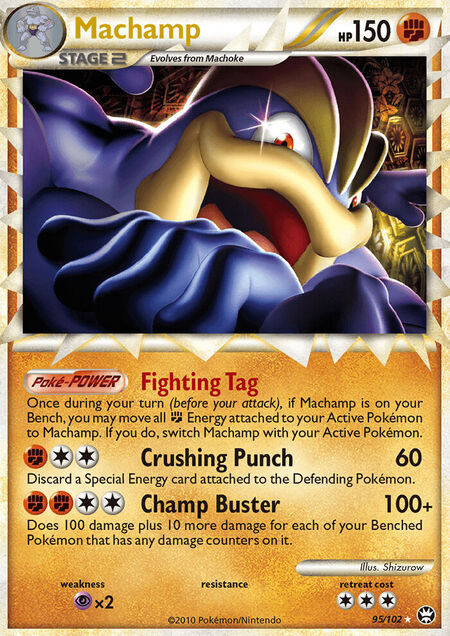 Machamp HP 150
STAGE 2 Evolves from Machoke
Poké-POWER Fighting Tag
Once during your turn (before your attack), if Machamp is on your
Bench, you may move all Energy attached to your Active Pokémon
to Machamp. If you do, switch Machamp with your Active Pokémon.
Crushing Punch 60
Discard a Special Energy card attached to the Defending Pokémon.
Champ Buster 100+
Does 100 damage plus 10 more damage for each of your Benched
Pokémon that has any damage counters on it.
Illus. Shizurow
weakness resistance retreat cost
×2
95/102
©2010 Pokémon/Nintendo